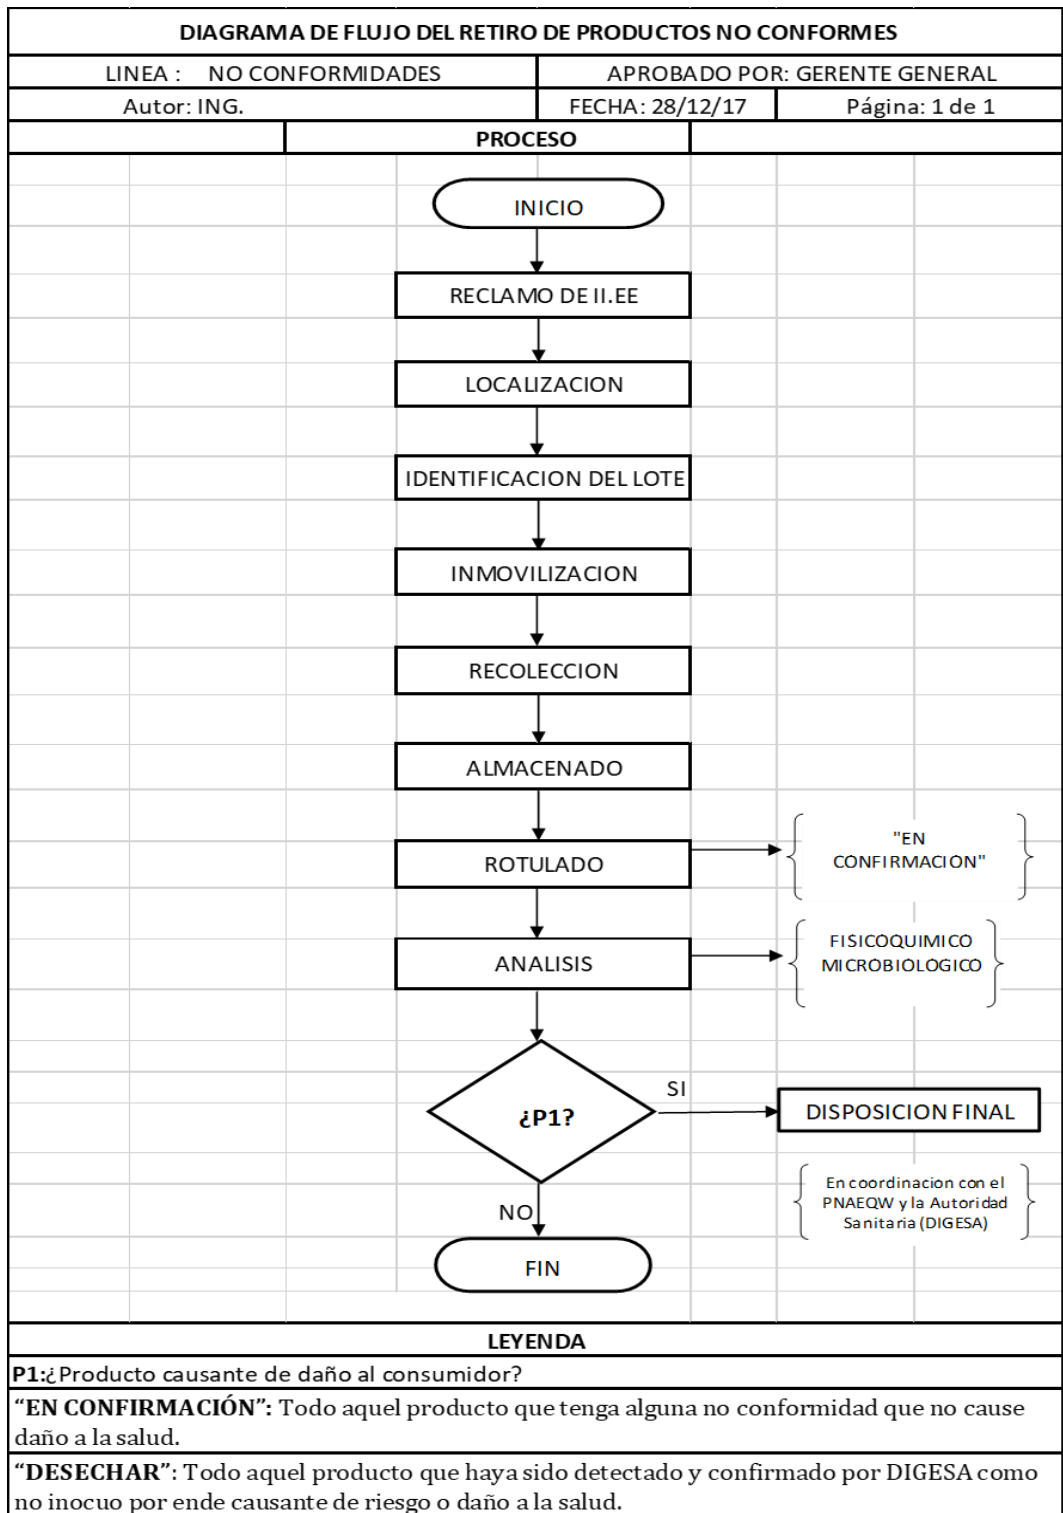 DIAGRAMA DE FLUJO DEL RETIRO DE PRODUCTOS NO CONFORMES
LINEA : NO CONFORMIDADES
APROBADO POR: GERENTE GENERAL
Autor: ING.
FECHA: 28/12/17
Página: 1 de 1
PROCESO
INICIO
RECLAMO DE II.EE
LOCALIZACION
IDENTIFICACION DEL LOTE
INMOVILIZACION
RECOLECCION
ALMACENADO
ROTULADO
"EN
CONFIRMACION"
ANALISIS
FISICOQUIMICO
MICROBIOLOGICO
¿P1?
SI
DISPOSICION FINAL
En coordinacion con el
PNAEQW y la Autoridad
Sanitaria (DIGESA)
NO
FIN
LEYENDA
P1:¿Producto causante de daño al consumidor?
“EN CONFIRMACIÓN”: Todo aquel producto que tenga alguna no conformidad que no cause
daño a la salud.
“DESECHAR”: Todo aquel producto que haya sido detectado y confirmado por DIGESA como
no inocuo por ende causante de riesgo o daño a la salud.